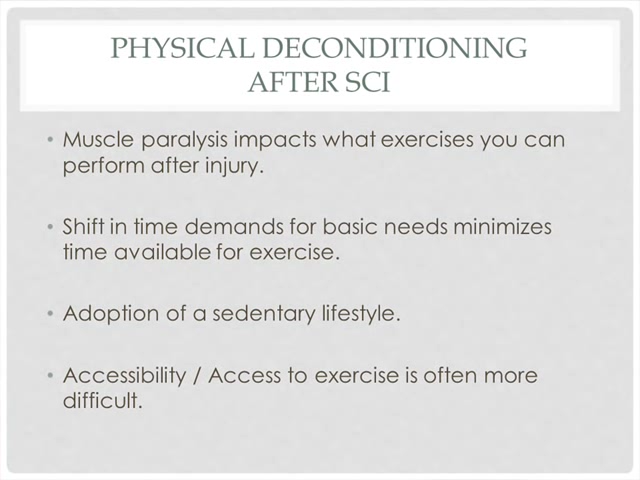 PHYSICAL DECONDITIONING
AFTER SCI
• Muscle paralysis impacts what exercises you can
perform after injury.
• Shift in time demands for basic needs minimizes
time available for exercise.
• Adoption of a sedentary lifestyle.
• Accessibility / Access to exercise is often more
difficult.